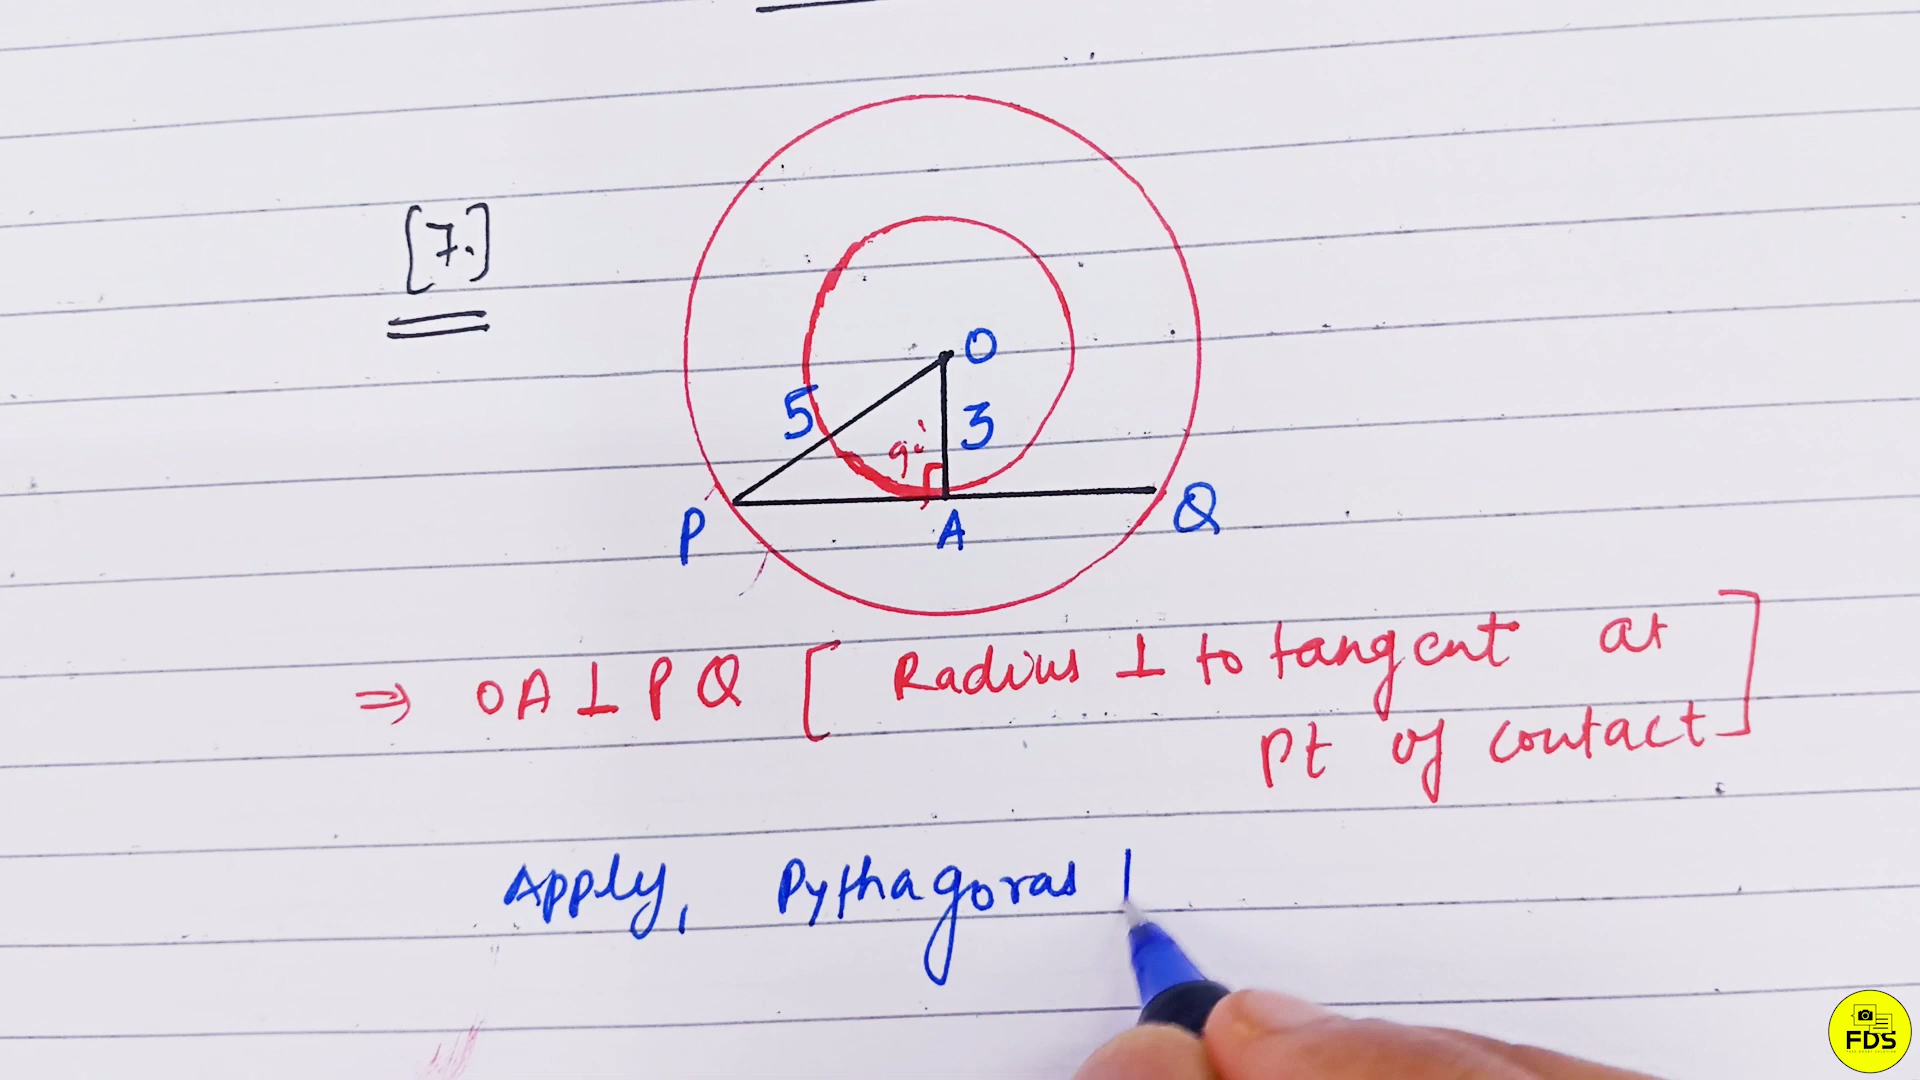 [7.]
O
5
3
90°
P
A
Q
⇒ OA ⊥ PQ [ Radius ⊥ to tangent at
Pt of contact ]
Apply, Pythagoras
FDS